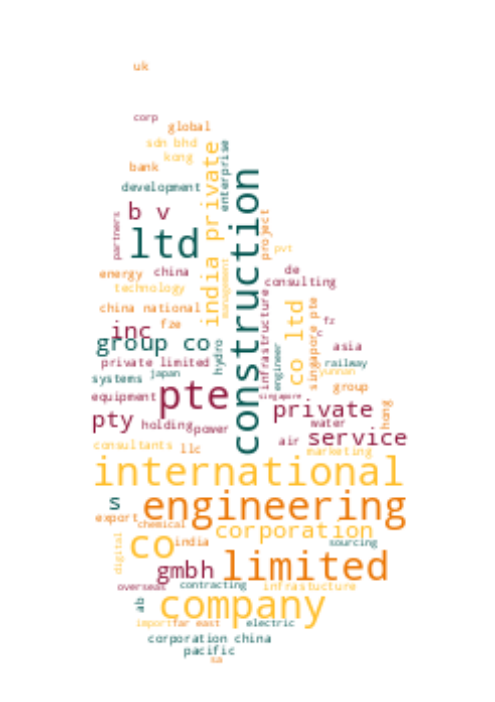 uk
corp
global
sdn bhd
kong
bank
enterprise
india private
development
construction
b v
partners
project
ltd
pvt
management
energy
china
de
consulting
technology
infrastructure
china national
co ltd
singapore pte
inc
fze
fz
c
group co
hydro
engineer
asia
private limited
railway
systems
japan
yunnan
pte
group
equipment
singapore
private
hong
pty
holding
power
water
air
service
consultants
llc
marketing
international
s
engineering
export
chemical
corporation
digital
co
india
sourcing
gmbh
limited
overseas
contracting
infrastucture
ab
company
import
far east
electric
corporation china
pacific
sa